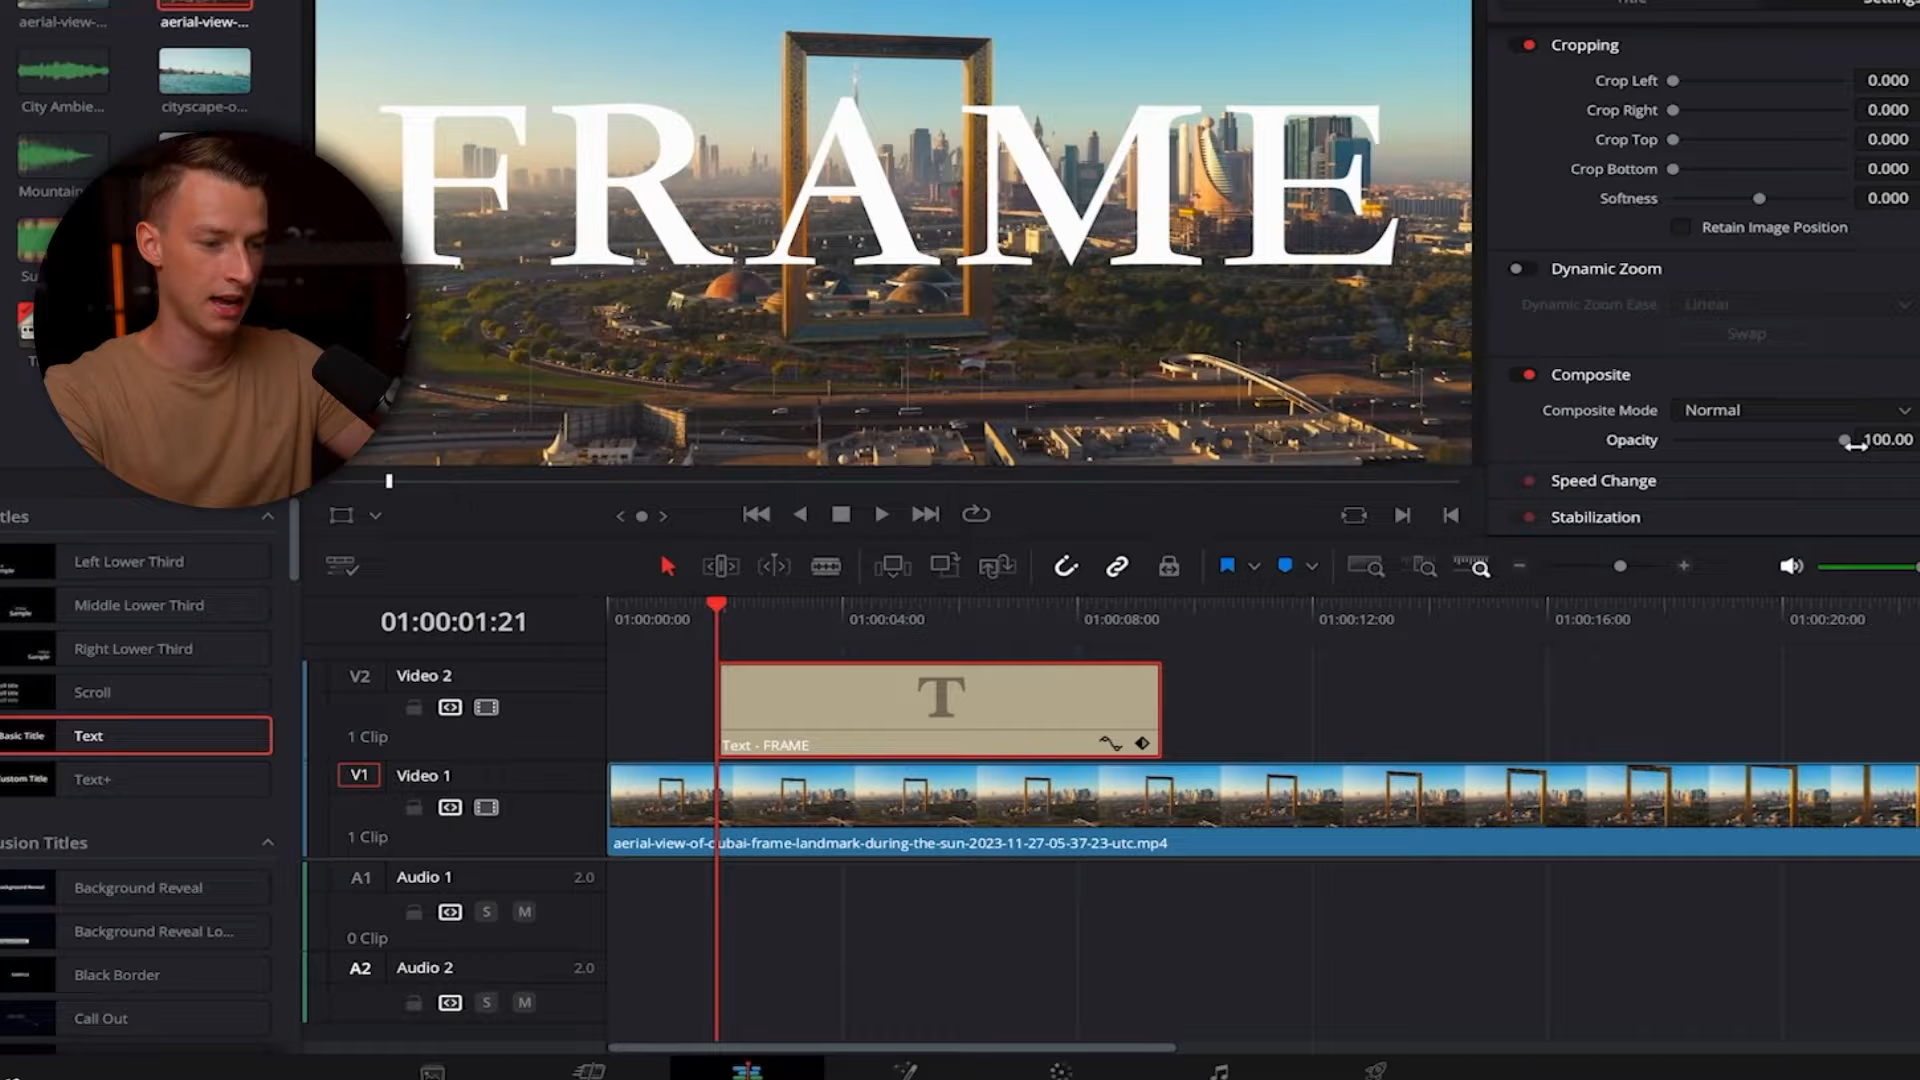 aerial-view-...
aerial-view-...
City Ambie...
cityscape-o...
Mountain
FRAME
Cropping
Crop Left 0.000
Crop Right 0.000
Crop Top 0.000
Crop Bottom 0.000
Softness 0.000
Retain Image Position
Dynamic Zoom
Dynamic Zoom Ease Linear
Swap
Composite
Composite Mode Normal
Opacity 100.00
Speed Change
Stabilization
tles
Left Lower Third
Middle Lower Third
Right Lower Third
Scroll
Basic Title Text
ustom Title Text+
usion Titles
Background Reveal
Background Reveal Lo...
Black Border
Call Out
01:00:01:21
01:00:00:00 01:00:04:00 01:00:08:00 01:00:12:00 01:00:16:00 01:00:20:00
V2 Video 2
1 Clip
T
Text - FRAME
V1 Video 1
1 Clip
aerial-view-of-dubai-frame-landmark-during-the-sun-2023-11-27-05-37-23-utc.mp4
A1 Audio 1 2.0
S M
0 Clip
A2 Audio 2 2.0
S M